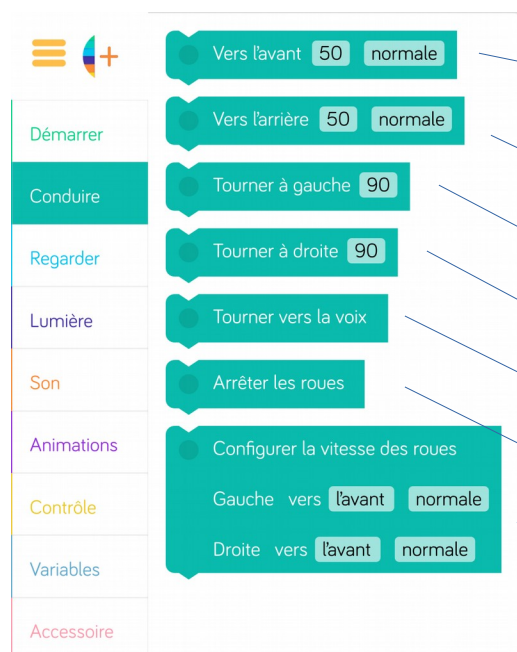 Démarrer
Conduire
Regarder
Lumière
Son
Animations
Contrôle
Variables
Accessoire
Vers l'avant 50 normale
Vers l'arrière 50 normale
Tourner à gauche 90
Tourner à droite 90
Tourner vers la voix
Arrêter les roues
Configurer la vitesse des roues
Gauche vers l'avant normale
Droite vers l'avant normale